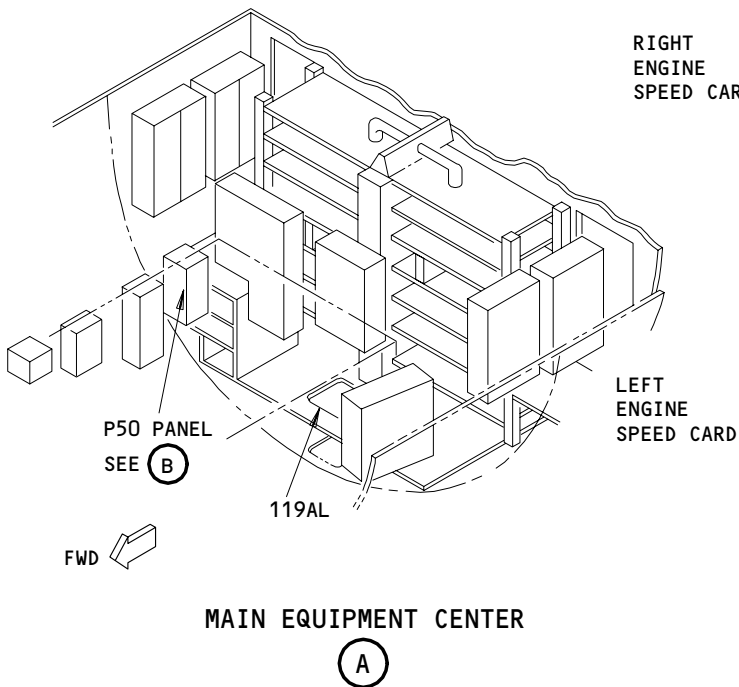 RIGHT
ENGINE
SPEED CAR
P50 PANEL
SEE B
119AL
LEFT
ENGINE
SPEED CARD
FWD
MAIN EQUIPMENT CENTER
A